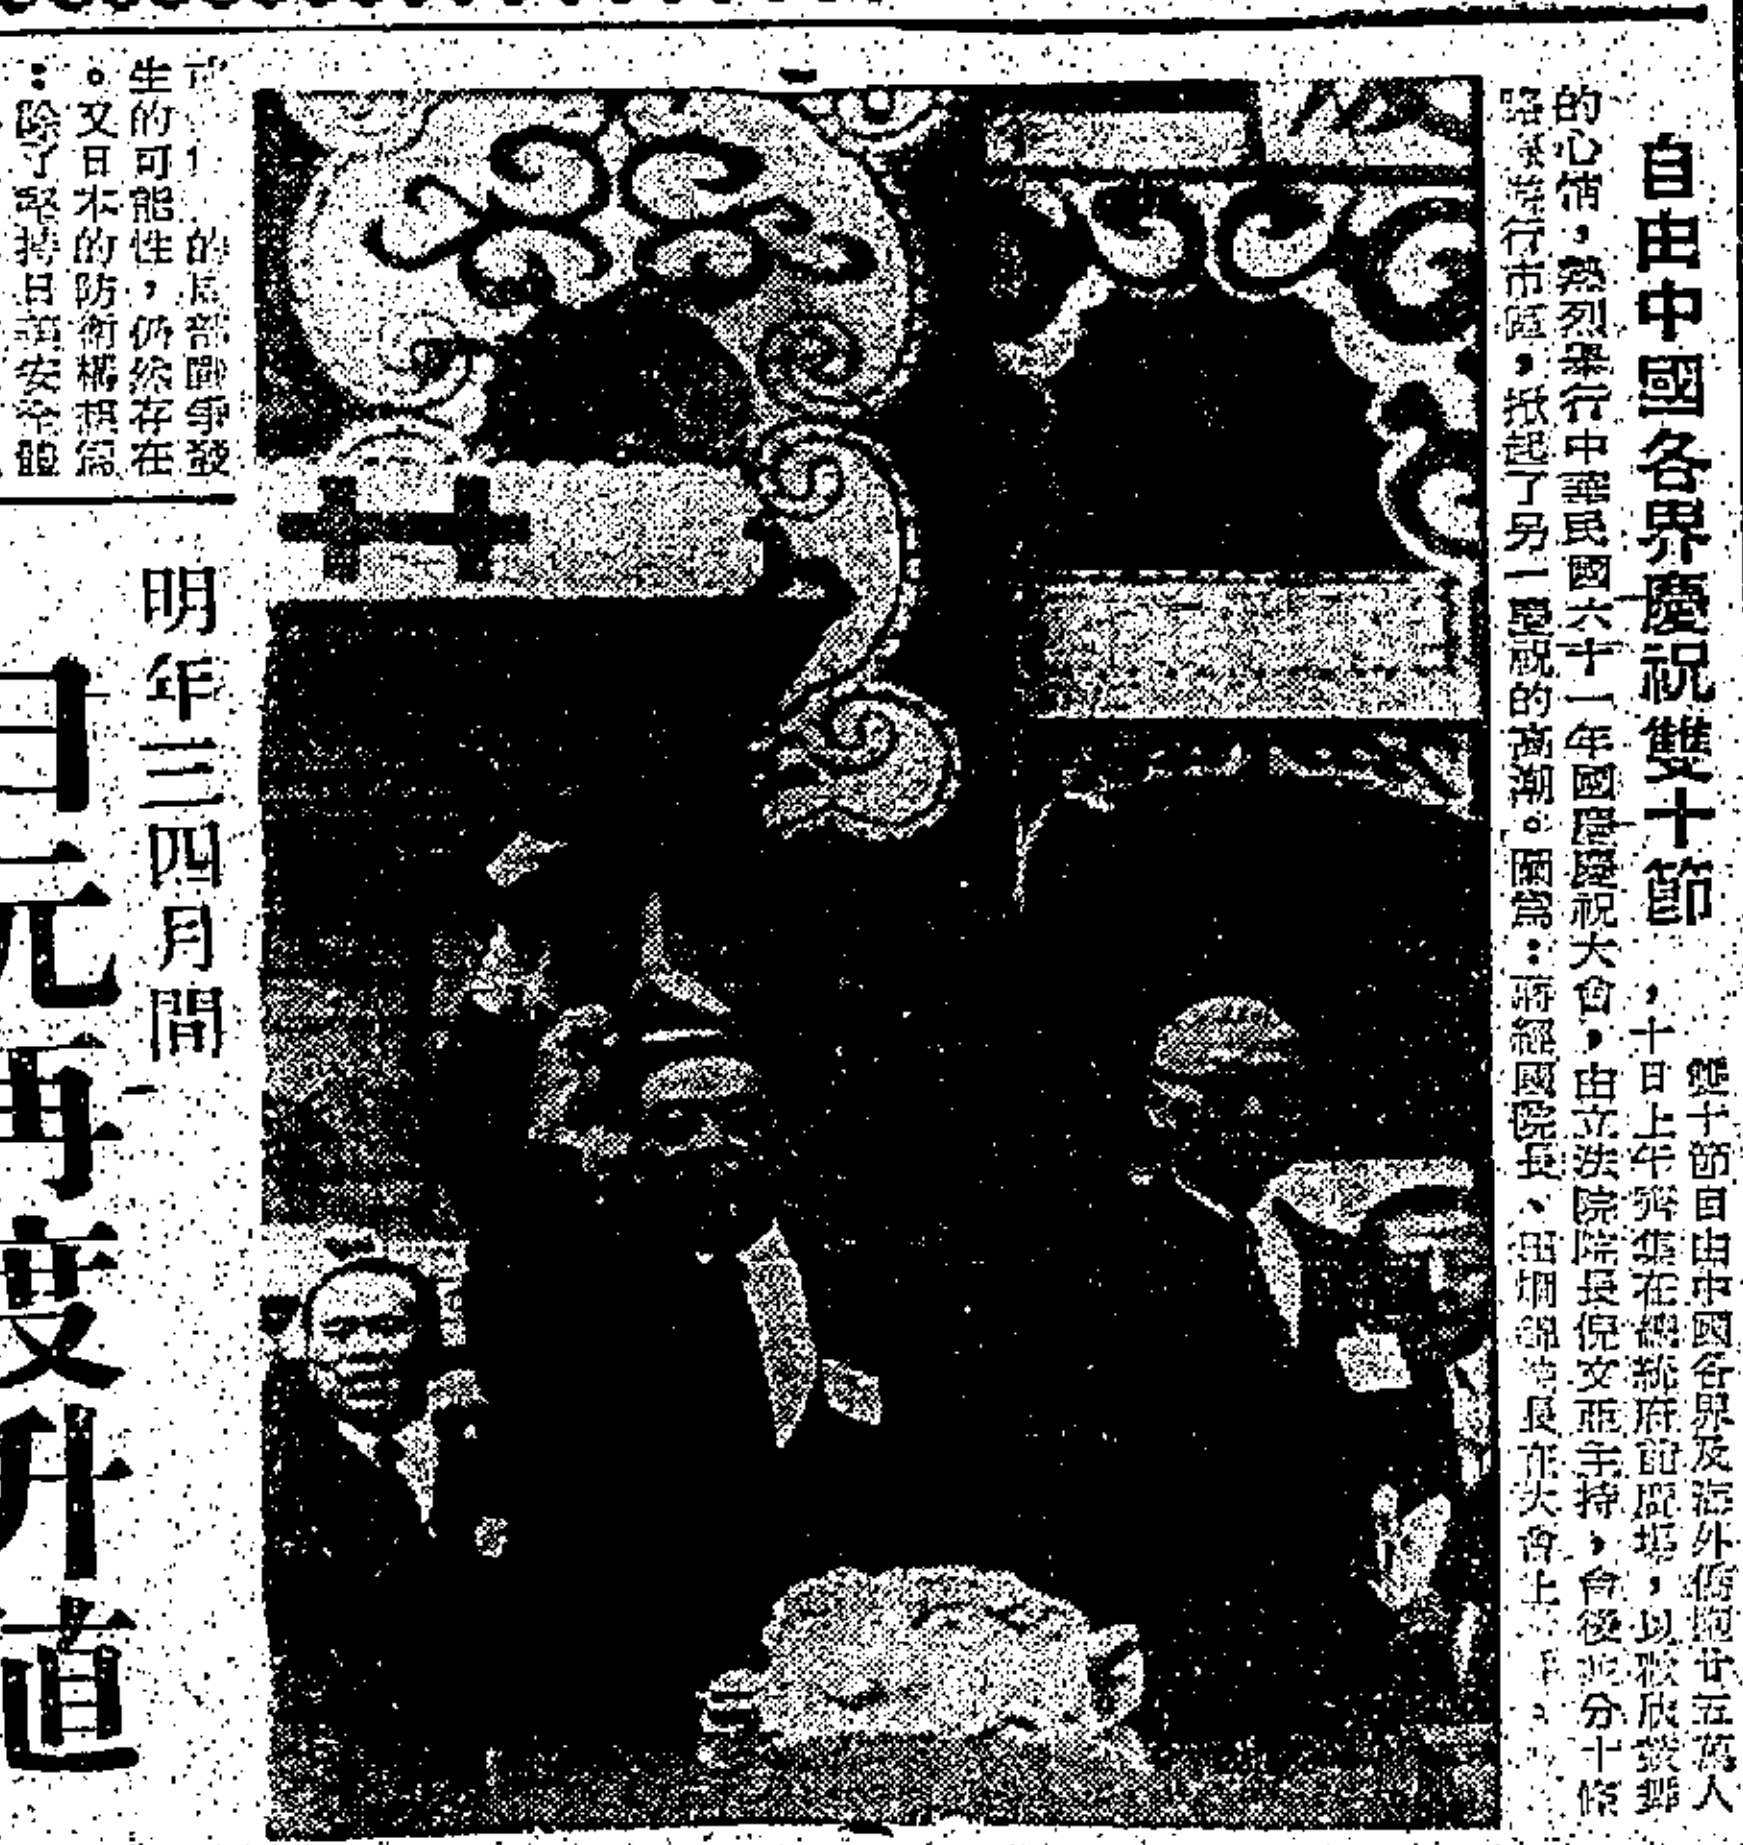 自由中國各界慶祝雙十節
雙十節自由中國各界及海外僑胞廿五萬人
，十日上午齊集在總統府前廣場，以歡欣鼓舞
的心情，熱烈舉行中華民國六十一年國慶慶祝大會，由立法院院長倪文亞主持，會後並分十條
路線遊行市區，掀起了另一慶祝的高潮。圖為：蔣經國院長、田炯錦院長在大會上
的局部戰爭發
生的可能性，仍然存在
。又日本的防衛構想為
：除了堅持日美安全體
明年三四月間
日元再度升值